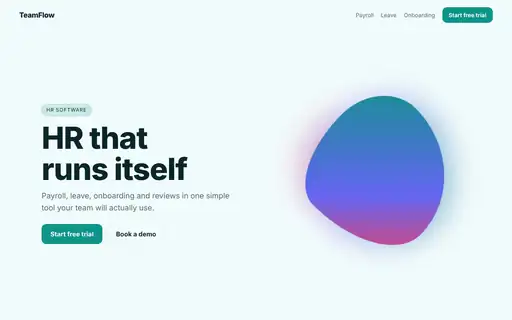 TeamFlow
Payroll Leave Onboarding Start free trial
HR SOFTWARE
HR that
runs itself
Payroll, leave, onboarding and reviews in one simple
tool your team will actually use.
Start free trial Book a demo